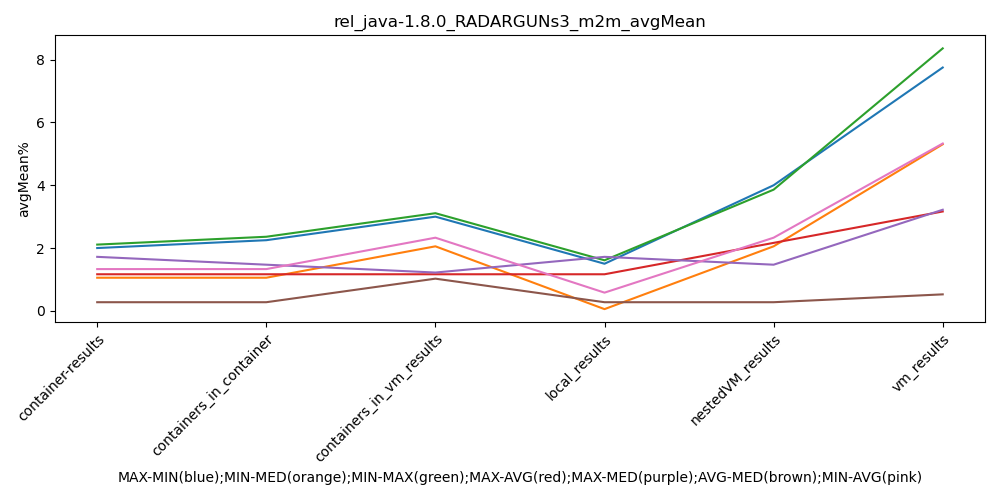 rel_java-1.8.0_RADARGUNs3_m2m_avgMean
avgMean%
8
6
4
2
0
container-results
containers_in_container
containers_in_vm_results
local_results
nestedVM_results
vm_results
MAX-MIN(blue);MIN-MED(orange);MIN-MAX(green);MAX-AVG(red);MAX-MED(purple);AVG-MED(brown);MIN-AVG(pink)